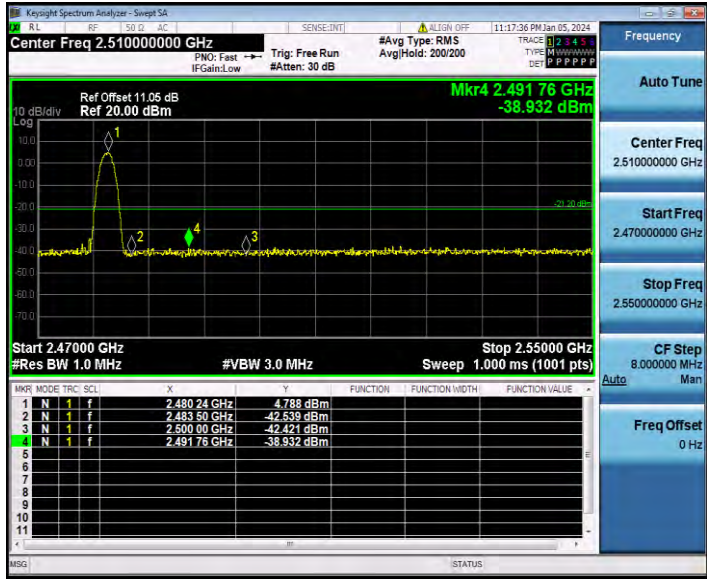 Keysight Spectrum Analyzer - Swept SA
RL RF 50 Ω AC SENSE:INT ALIGN OFF 11:17:36 PM Jan 05, 2024
Center Freq 2.510000000 GHz #Avg Type: RMS TRACE 1 2 3 4 5 6
PNO: Fast Trig: Free Run Avg|Hold: 200/200 TYPE M WWWWW
IFGain:Low #Atten: 30 dB DET P P P P P P
Mkr4 2.491 76 GHz
-38.932 dBm
Ref Offset 11.05 dB
10 dB/div Ref 20.00 dBm
Log
10.0
0.00
-10.0
-20.0
-30.0
-40.0
-50.0
-60.0
-70.0
1
2
4
3
-21.20 dBm
Start 2.47000 GHz Stop 2.55000 GHz
#Res BW 1.0 MHz #VBW 3.0 MHz Sweep 1.000 ms (1001 pts)
MKR MODE TRC SCL X Y FUNCTION FUNCTION WIDTH FUNCTION VALUE
1 N 1 f 2.480 24 GHz 4.788 dBm
2 N 1 f 2.483 50 GHz -42.539 dBm
3 N 1 f 2.500 00 GHz -42.421 dBm
4 N 1 f 2.491 76 GHz -38.932 dBm
5
6
7
8
9
10
11
MSG STATUS
Frequency
Auto Tune
Center Freq
2.510000000 GHz
Start Freq
2.470000000 GHz
Stop Freq
2.550000000 GHz
CF Step
8.000000 MHz
Auto Man
Freq Offset
0 Hz